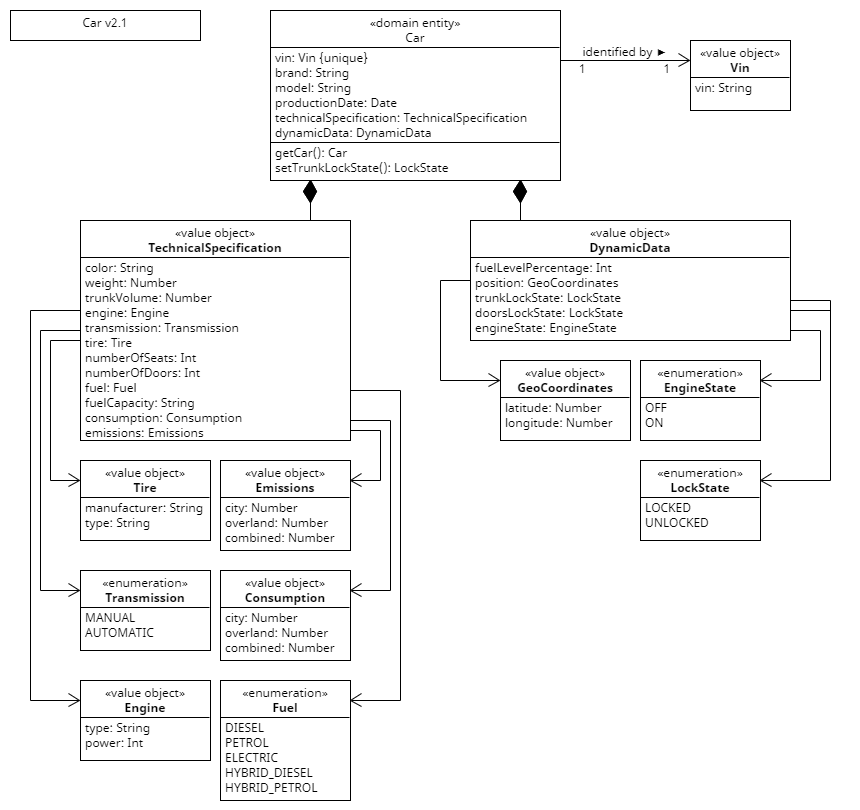 Car v2.1
«domain entity»
Car
vin: Vin {unique}
brand: String
model: String
productionDate: Date
technicalSpecification: TechnicalSpecification
dynamicData: DynamicData
getCar(): Car
setTrunkLockState(): LockState
identified by ►
1 1
«value object»
Vin
vin: String
«value object»
TechnicalSpecification
color: String
weight: Number
trunkVolume: Number
engine: Engine
transmission: Transmission
tire: Tire
numberOfSeats: Int
numberOfDoors: Int
fuel: Fuel
fuelCapacity: String
consumption: Consumption
emissions: Emissions
«value object»
DynamicData
fuelLevelPercentage: Int
position: GeoCoordinates
trunkLockState: LockState
doorsLockState: LockState
engineState: EngineState
«value object»
GeoCoordinates
latitude: Number
longitude: Number
«enumeration»
EngineState
OFF
ON
«value object»
Tire
manufacturer: String
type: String
«value object»
Emissions
city: Number
overland: Number
combined: Number
«enumeration»
LockState
LOCKED
UNLOCKED
«enumeration»
Transmission
MANUAL
AUTOMATIC
«value object»
Consumption
city: Number
overland: Number
combined: Number
«value object»
Engine
type: String
power: Int
«enumeration»
Fuel
DIESEL
PETROL
ELECTRIC
HYBRID_DIESEL
HYBRID_PETROL